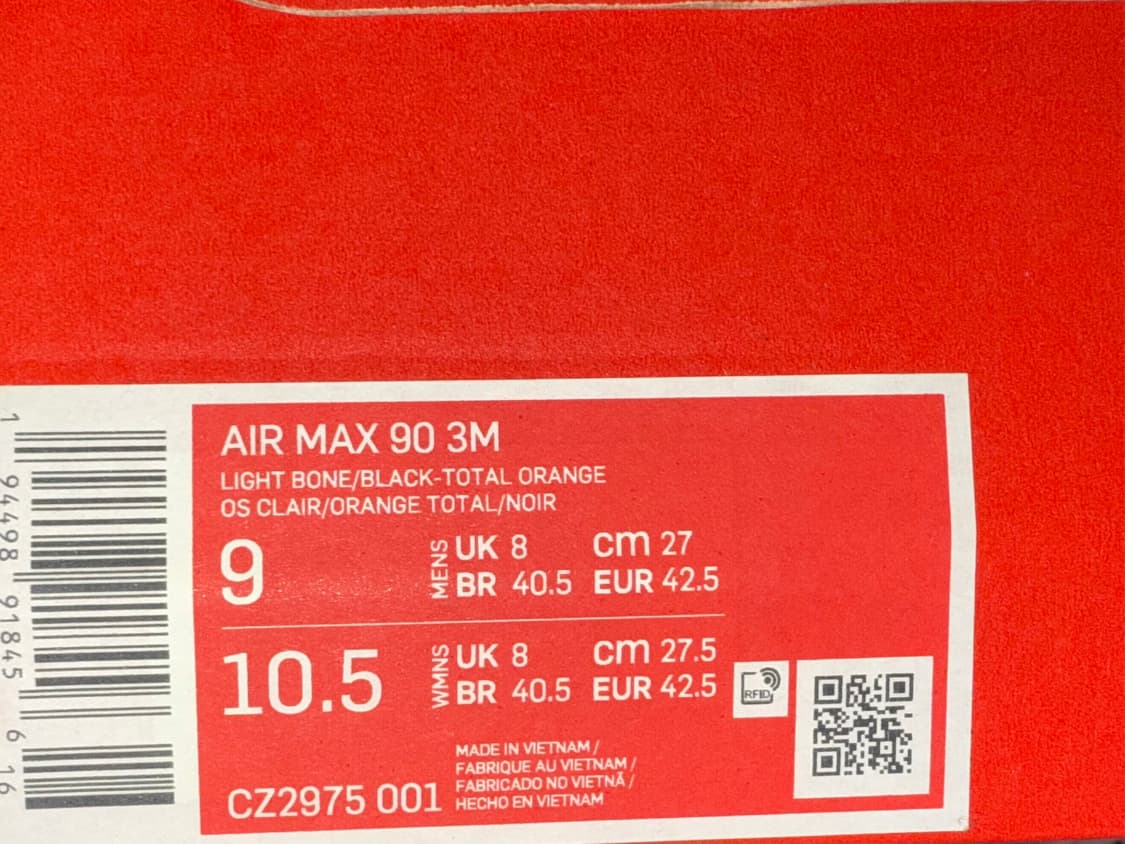 AIR MAX 90 3M
LIGHT BONE/BLACK-TOTAL ORANGE
OS CLAIR/ORANGE TOTAL/NOIR
9 MENS UK 8 cm 27
BR 40.5 EUR 42.5
10.5 WMNS UK 8 cm 27.5
BR 40.5 EUR 42.5
RFID
CZ2975 001
MADE IN VIETNAM /
FABRIQUE AU VIETNAM /
FABRICADO NO VIETNÃ /
HECHO EN VIETNAM
1 94498 91845 6 16